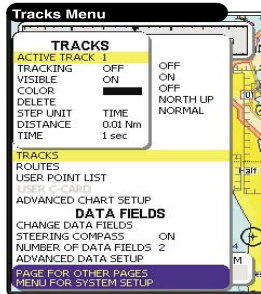 Tracks Menu
TRACKS
ACTIVE TRACK 1
TRACKING OFF
VISIBLE ON
COLOR
DELETE
STEP UNIT TIME
DISTANCE 0.01 Nm
TIME 1 sec
OFF
ON
OFF
NORTH UP
NORMAL
TRACKS
ROUTES
USER POINT LIST
USER C-CARD
ADVANCED CHART SETUP
DATA FIELDS
CHANGE DATA FIELDS
STEERING COMPASS ON
NUMBER OF DATA FIELDS 2
ADVANCED DATA SETUP
PAGE FOR OTHER PAGES
MENU FOR SYSTEM SETUP
Half
4
M